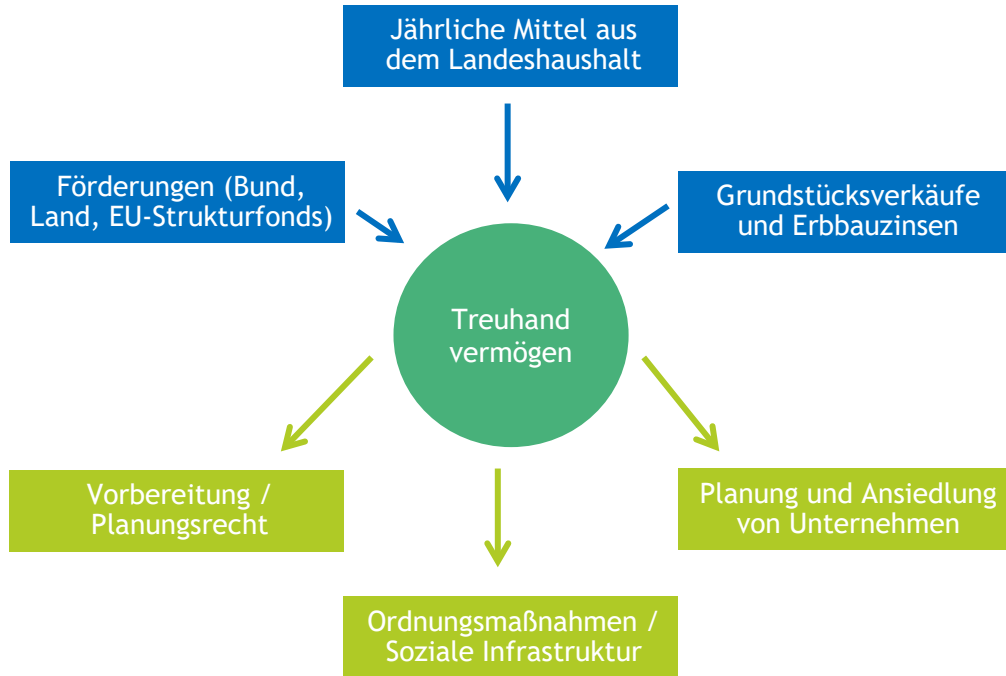 Jährliche Mittel aus
dem Landeshaushalt
Förderungen (Bund,
Land, EU-Strukturfonds)
Grundstücksverkäufe
und Erbbauzinsen
Treuhand
vermögen
Vorbereitung /
Planungsrecht
Planung und Ansiedlung
von Unternehmen
Ordnungsmaßnahmen /
Soziale Infrastruktur